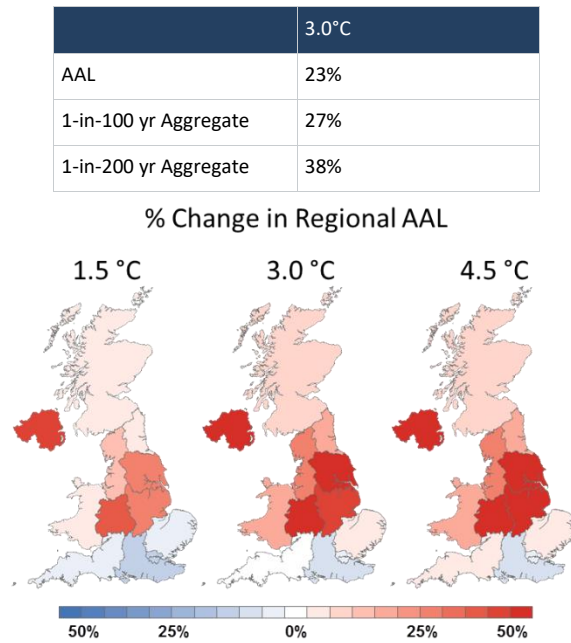 3.0°C
AAL 23%
1-in-100 yr Aggregate 27%
1-in-200 yr Aggregate 38%
% Change in Regional AAL
1.5 °C 3.0 °C 4.5 °C
50% 25% 0% 25% 50%